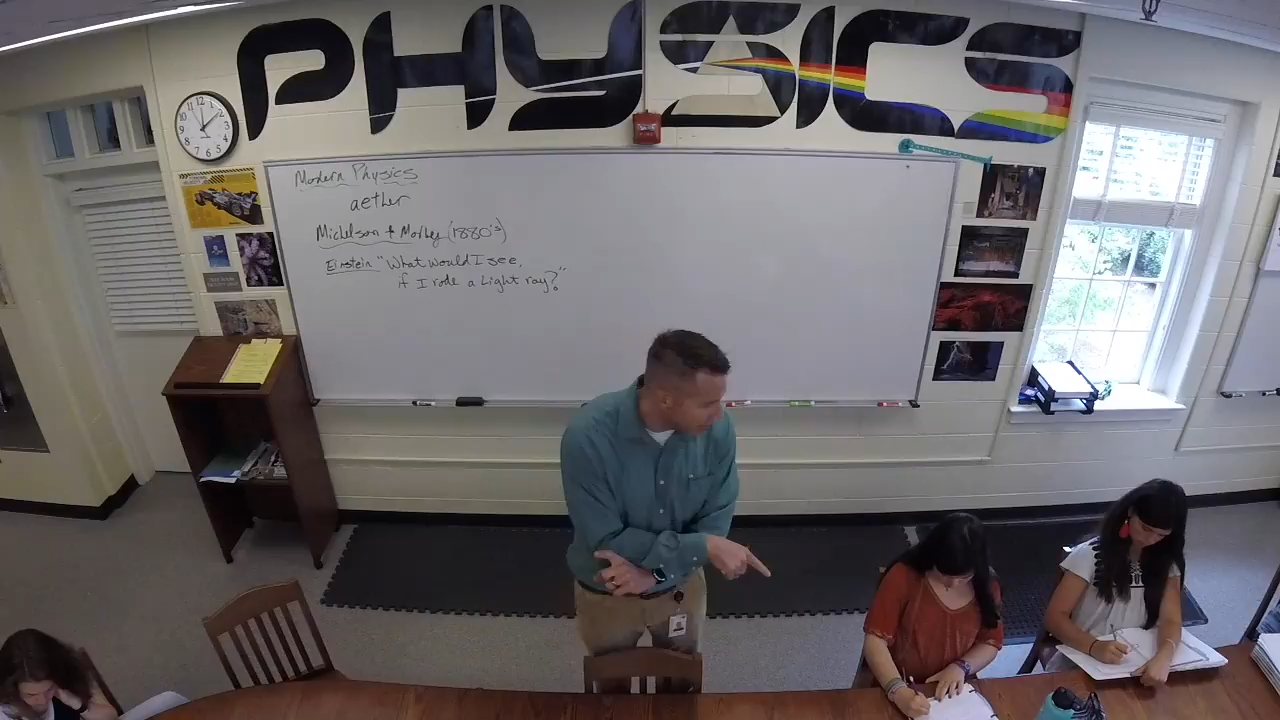 PHYSICS
Modern Physics
aether
Michelson + Morley (1880's)
Einstein "What would I see,
if I rode a Light ray?"